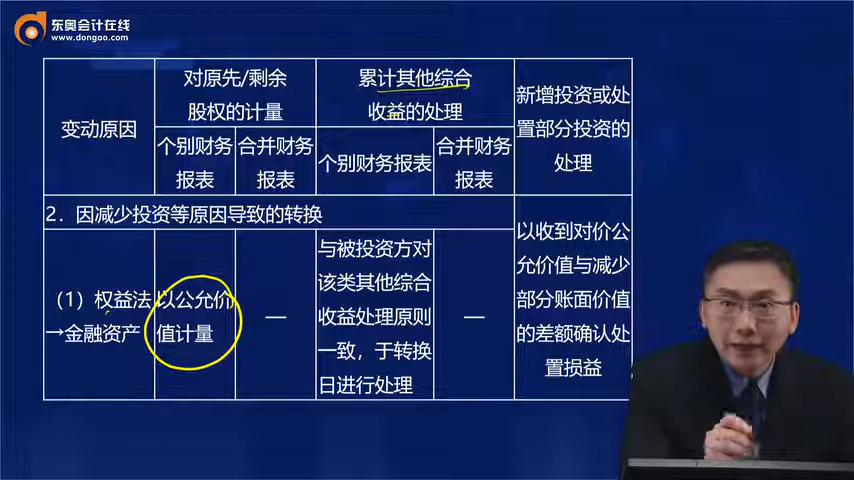 东奥会计在线
www.dongao.com
变动原因
对原先/剩余
股权的计量
累计其他综合
收益的处理
新增投资或处
置部分投资的
处理
个别财务
报表
合并财务
报表
个别财务报表
合并财务
报表
2．因减少投资等原因导致的转换
（1）权益法
→金融资产
以公允价
值计量
—
与被投资方对
该类其他综合
收益处理原则
一致，于转换
日进行处理
—
以收到对价公
允价值与减少
部分账面价值
的差额确认处
置损益